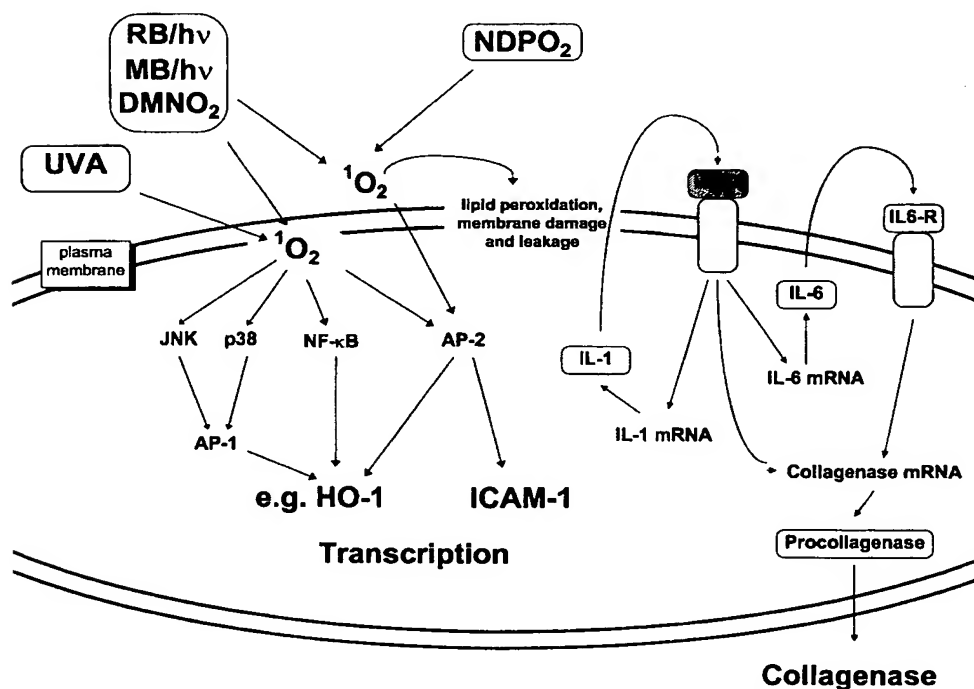 RB/hν
MB/hν
DMNO₂
NDPO₂
UVA
¹O₂
lipid peroxidation,
membrane damage
and leakage
IL6-R
plasma
membrane
¹O₂
IL-6
JNK
p38
NF-κB
AP-2
IL-1
IL-6 mRNA
AP-1
IL-1 mRNA
Collagenase mRNA
e.g. HO-1
ICAM-1
Transcription
Procollagenase
Collagenase